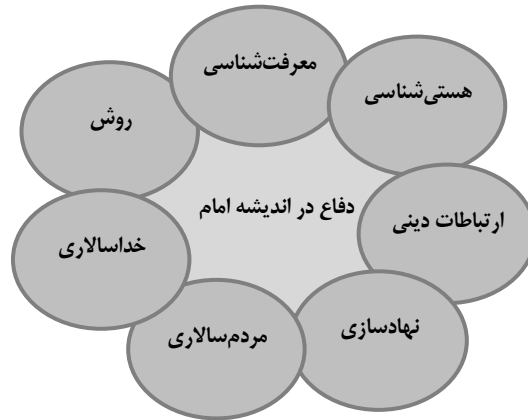 معرفت‌شناسی
هستی‌شناسی
روش
دفاع در اندیشه امام
ارتباطات دینی
خداسالاری
نهادسازی
مردم‌سالاری